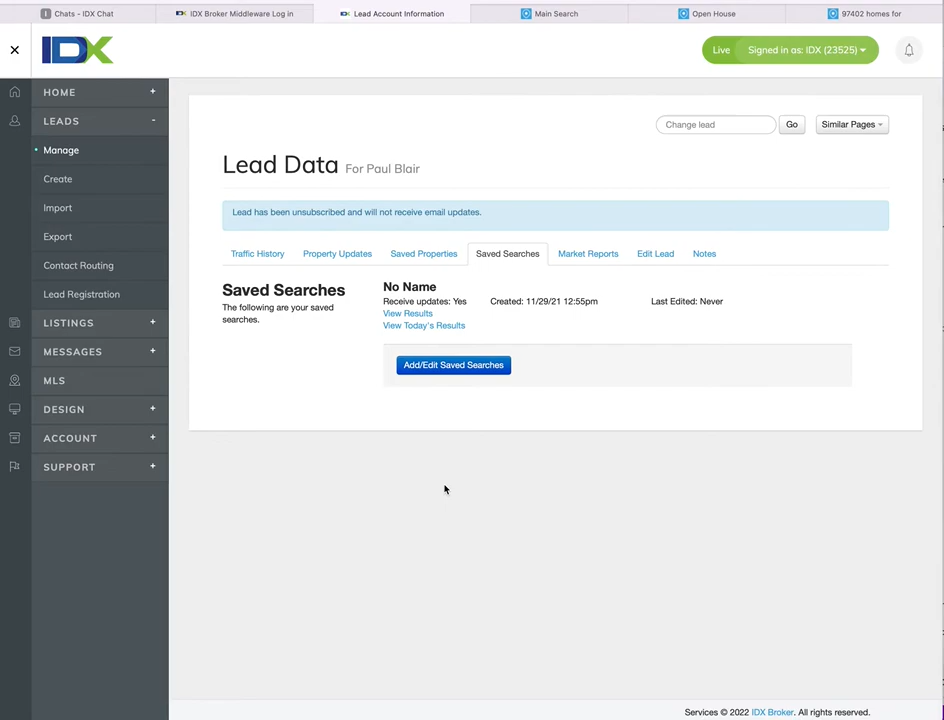 Chats - IDX Chat
IDX Broker Middleware Log in
Lead Account Information
Main Search
Open House
97402 homes for
IDX
Live
Signed in as: IDX (23525)
HOME +
LEADS -
Manage
Create
Import
Export
Contact Routing
Lead Registration
LISTINGS +
MESSAGES +
MLS
DESIGN +
ACCOUNT +
SUPPORT +
Change lead
Go
Similar Pages
Lead Data For Paul Blair
Lead has been unsubscribed and will not receive email updates.
Traffic History
Property Updates
Saved Properties
Saved Searches
Market Reports
Edit Lead
Notes
Saved Searches
The following are your saved
searches.
No Name
Receive updates: Yes
Created: 11/29/21 12:55pm
Last Edited: Never
View Results
View Today's Results
Add/Edit Saved Searches
Services © 2022 IDX Broker. All rights reserved.